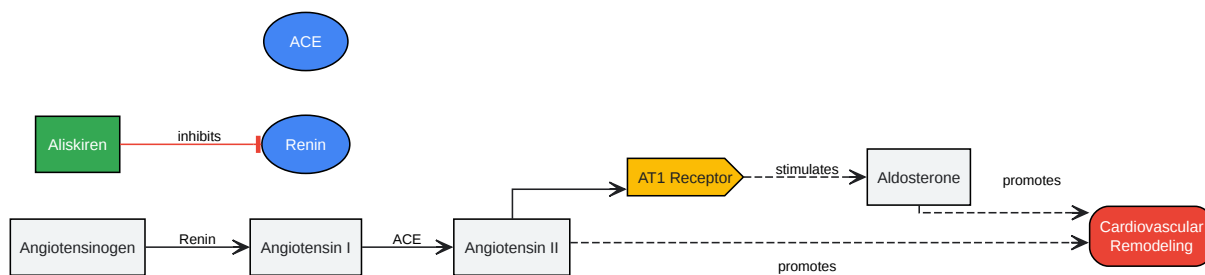 ACE
Aliskiren
inhibits
Renin
AT1 Receptor
stimulates
Aldosterone
promotes
Angiotensinogen
Renin
Angiotensin I
ACE
Angiotensin II
promotes
Cardiovascular
Remodeling